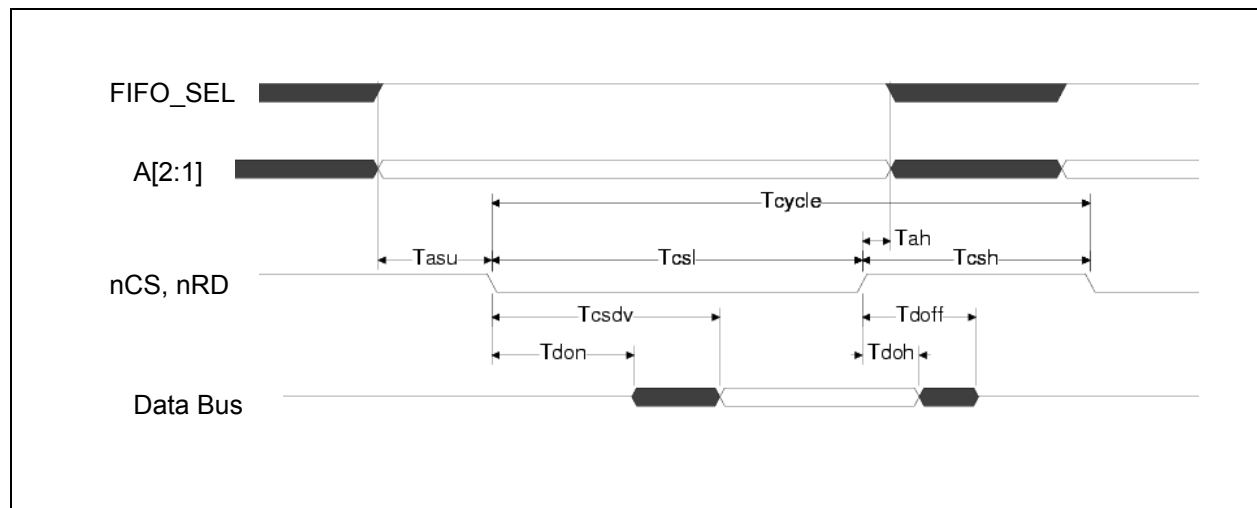 FIFO_SEL
A[2:1]
Tcycle
Tah
Tasu
Tcsl
Tcsh
nCS, nRD
Tcsdv
Tdoff
Tdon
Tdoh
Data Bus